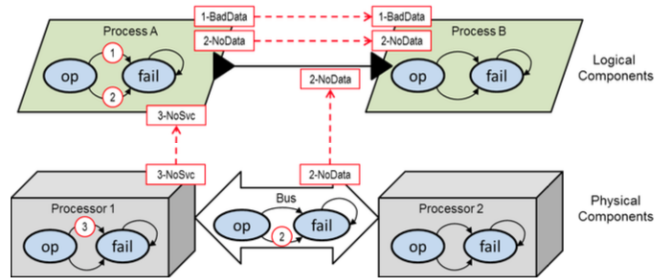 1-BadData
1-BadData
Process A
Process B
2-NoData
2-NoData
1
op
fail
2
2-NoData
op
fail
Logical
Components
3-NoSvc
3-NoSvc
2-NoData
Processor 1
Bus
Processor 2
3
op
fail
op
fail
2
op
fail
Physical
Components